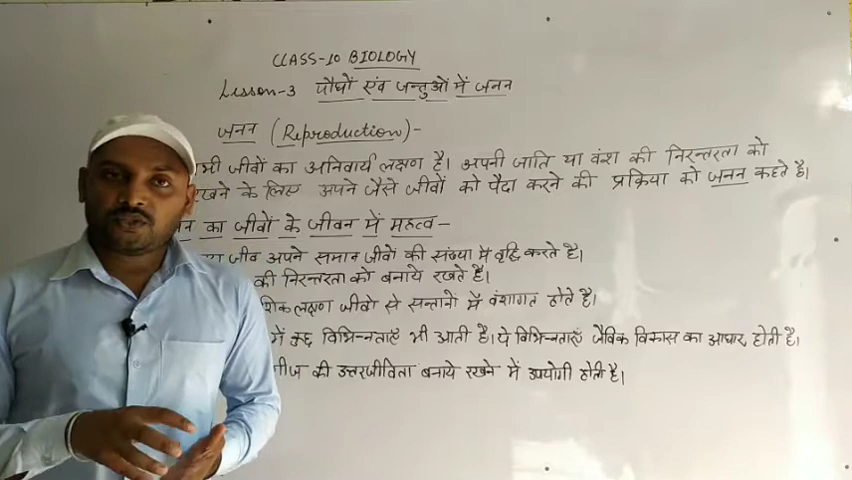 CLASS-10 BIOLOGY
Lesson-3 पौधों एंव जन्तुओं में जनन
जनन (Reproduction)-
जीवों का अनिवार्य लक्षण है। अपनी जाति या वंश की निरन्तरता को
रखने के लिए अपने जैसे जीवों को पैदा करने की प्रक्रिया को जनन कहते है।
का जीवों के जीवन में महत्व-
जीव अपने समान जीवों की संख्या में वृद्धि करते है।
की निरन्तरता को बनाये रखते है।
लक्षण जीवों से सन्तानों में वंशागत होते है।
में कुछ विभिन्नताएँ भी आती है। ये विभिन्नताएँ जैविक विकास का आधार होती है।
की उत्तरजीविता बनाये रखने में उपयोगी होती है।